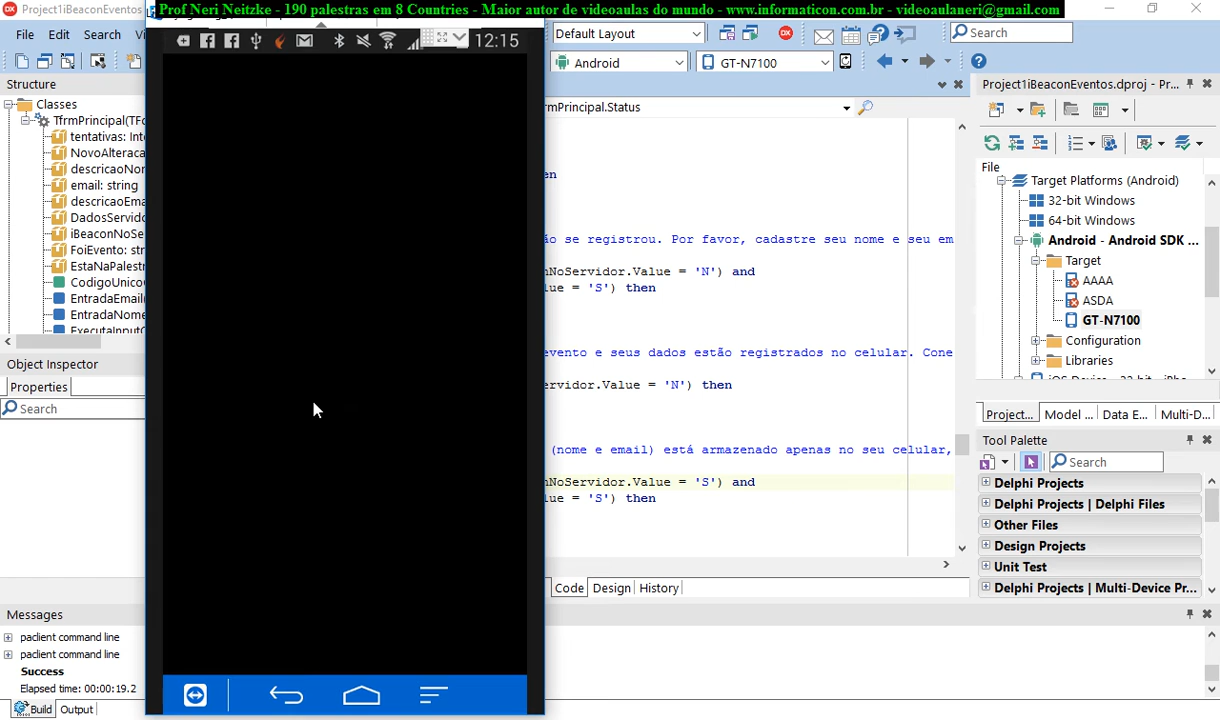 Prof Neri Neitzke - 190 palestras em 8 Countries - Maior autor de videoaulas do mundo - www.informaticon.com.br - videoaulaneri@gmail.com
Project1iBeaconEventos
File Edit Search
Default Layout
Search
12:15
Android
GT-N7100
Structure
Classes
TfrmPrincipal(TFo
tentativas: Inte
NovoAlteraca
descricaoNor
email: string
descricaoEma
DadosServido
iBeaconNoSe
FoiEvento: str
EstaNaPalestr
CodigoUnico
EntradaEmail
EntradaNome
ExecutaInputC
rmPrincipal.Status
en
ão se registrou. Por favor, cadastre seu nome e seu em
nNoServidor.Value = 'N') and
lue = 'S') then
evento e seus dados estão registrados no celular. Cone
ervidor.Value = 'N') then
(nome e email) está armazenado apenas no seu celular,
nNoServidor.Value = 'S') and
lue = 'S') then
Code Design History
Project1iBeaconEventos.dproj - Pr...
File
Target Platforms (Android)
32-bit Windows
64-bit Windows
Android - Android SDK ...
Target
AAAA
ASDA
GT-N7100
Configuration
Libraries
Project... Model ... Data E... Multi-D...
Tool Palette
Search
Delphi Projects
Delphi Projects | Delphi Files
Other Files
Design Projects
Unit Test
Delphi Projects | Multi-Device Pr...
Object Inspector
Properties
Search
Messages
paclient command line
paclient command line
Success
Elapsed time: 00:00:19.2
Build Output